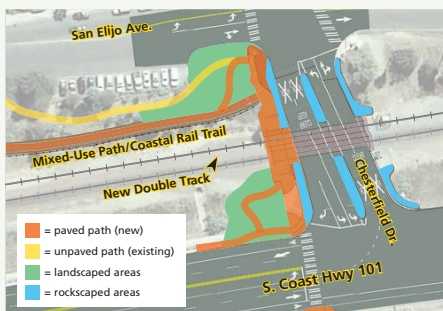 San Elijo Ave.
Mixed-Use Path/Coastal Rail Trail
New Double Track
Chesterfield Dr.
S. Coast Hwy 101
= paved path (new)
= unpaved path (existing)
= landscaped areas
= rockscaped areas